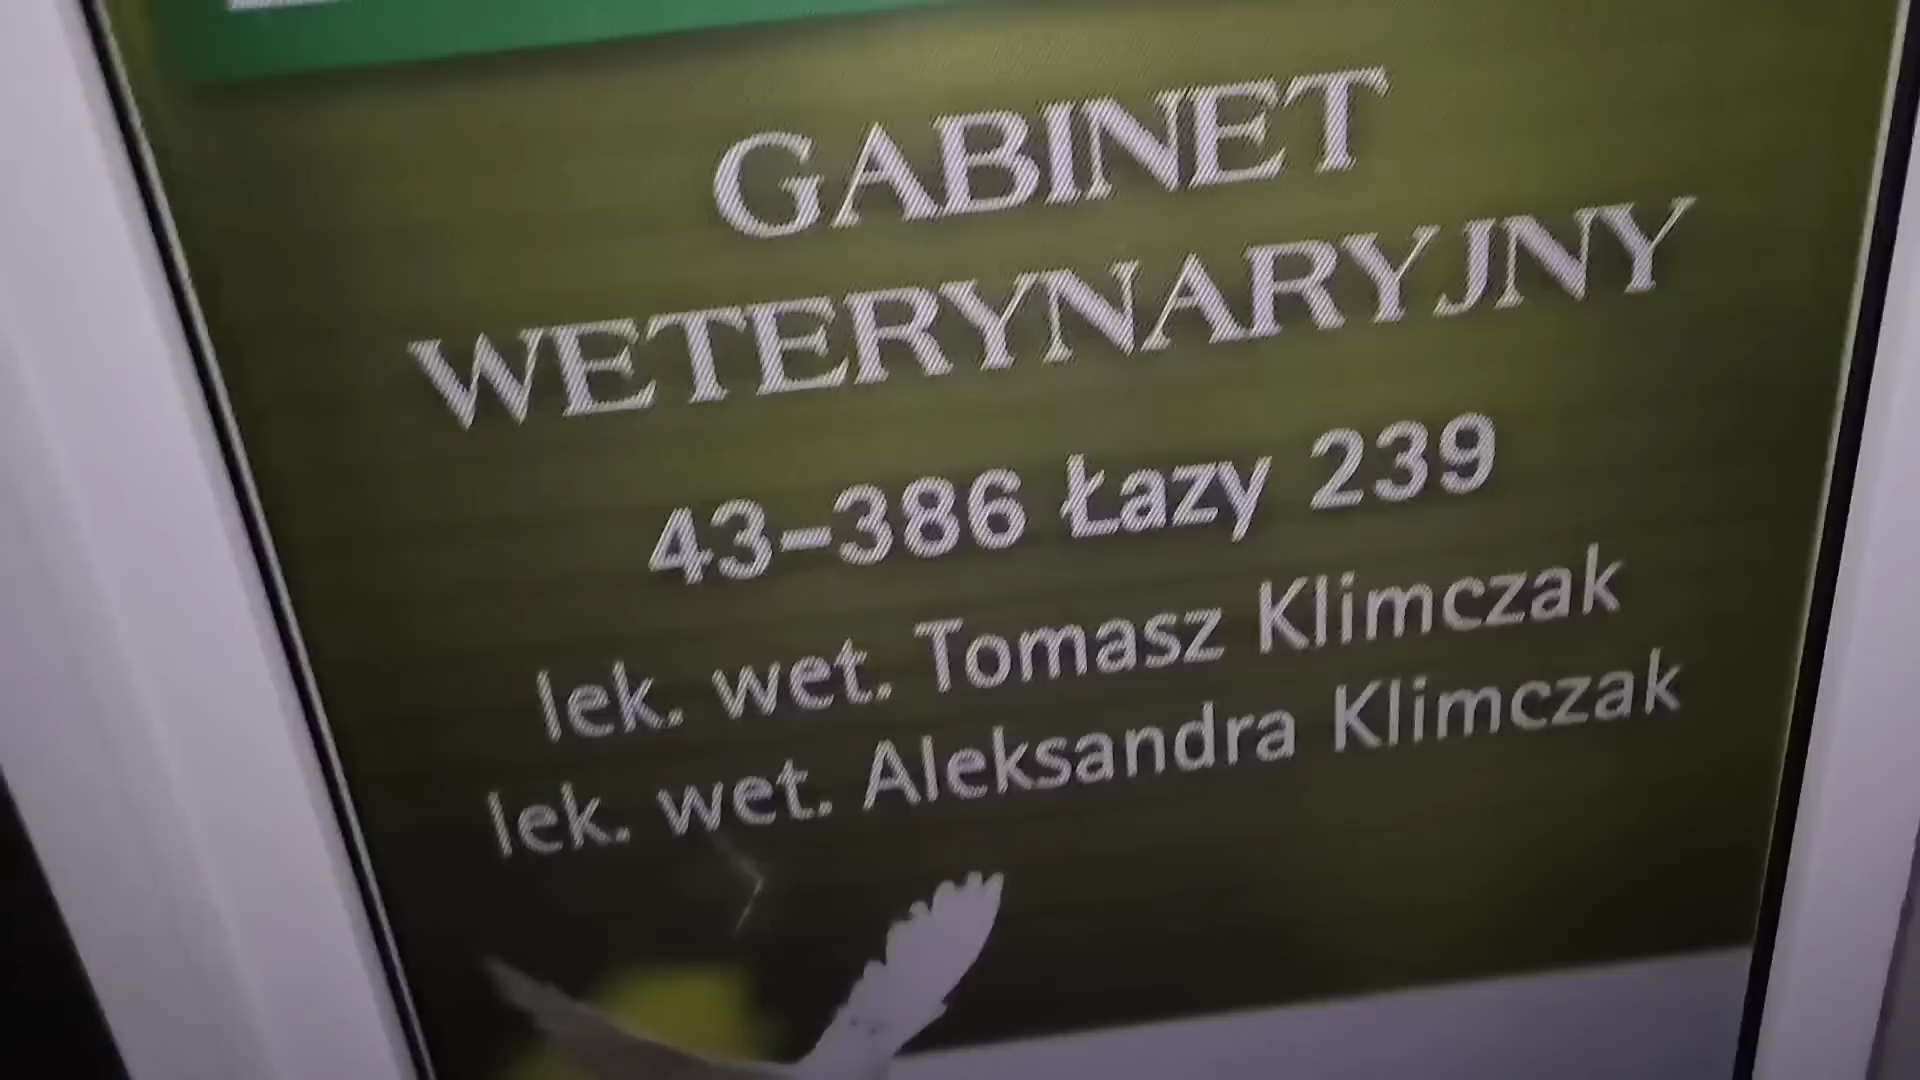 GABINET
WETERYNARYJNY
43-386 Łazy 239
lek. wet. Tomasz Klimczak
lek. wet. Aleksandra Klimczak